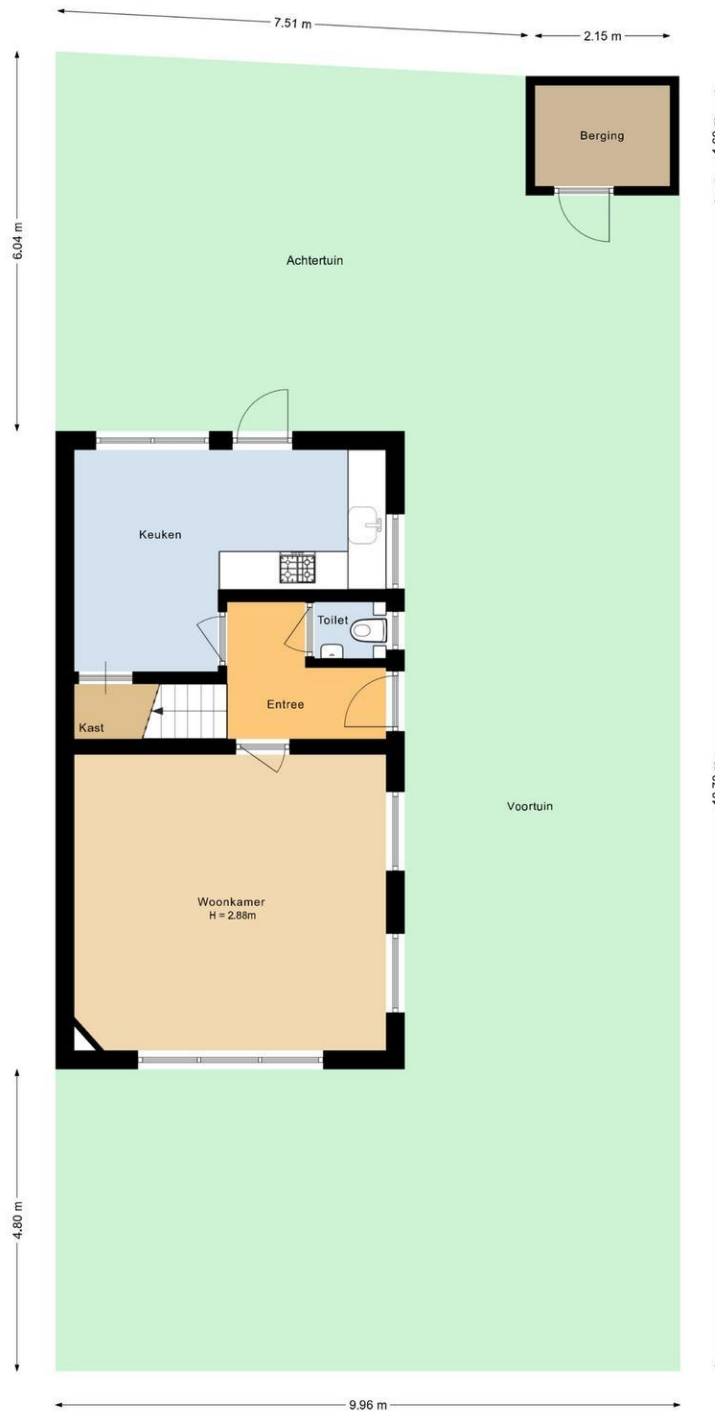 7.51 m
2.15 m
Berging
6.04 m
Achtertuin
Keuken
Toilet
Entree
Kast
Voortuin
Woonkamer
H = 2.88m
4.80 m
9.96 m